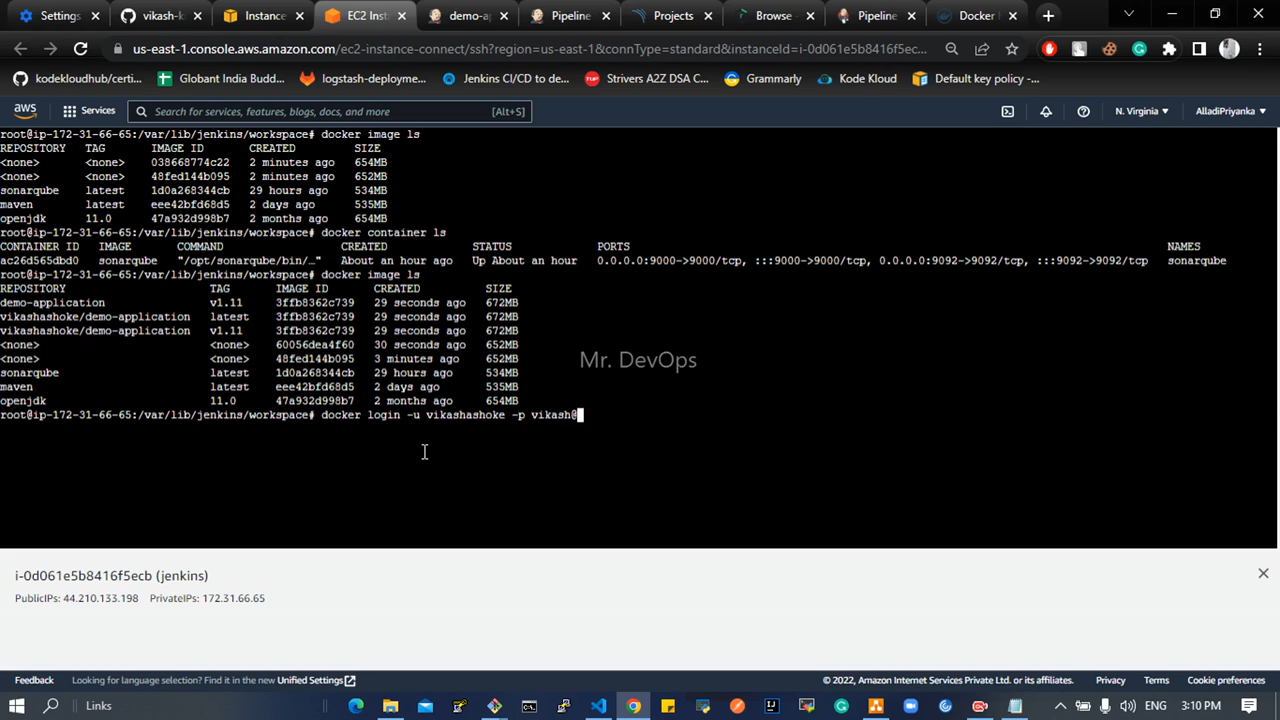 Settings
vikash-k
Instance
EC2 Inst
demo-ap
Pipeline
Projects
Browse
Pipeline
Docker
us-east-1.console.aws.amazon.com/ec2-instance-connect/ssh?region=us-east-1&connType=standard&instanceId=i-0d061e5b8416f5ec...
kodekloudhub/certi...
Globant India Budd...
logstash-deployme...
Jenkins CI/CD to de...
Strivers A2Z DSA C...
Grammarly
Kode Kloud
Default key policy -...
aws
Services
Search for services, features, blogs, docs, and more
[Alt+S]
N. Virginia
AlladiPriyanka
root@ip-172-31-66-65:/var/lib/jenkins/workspace# docker image ls
REPOSITORY TAG IMAGE ID CREATED SIZE
<none> <none> 038668774c22 2 minutes ago 654MB
<none> <none> 48fed144b095 2 minutes ago 652MB
sonarqube latest 1d0a268344cb 29 hours ago 534MB
maven latest eee42bfd68d5 2 days ago 535MB
openjdk 11.0 47a932d998b7 2 months ago 654MB
root@ip-172-31-66-65:/var/lib/jenkins/workspace# docker container ls
CONTAINER ID IMAGE COMMAND CREATED STATUS PORTS NAMES
ac26d565dbd0 sonarqube "/opt/sonarqube/bin/…" About an hour ago Up About an hour 0.0.0.0:9000->9000/tcp, :::9000->9000/tcp, 0.0.0.0:9092->9092/tcp, :::9092->9092/tcp sonarqube
root@ip-172-31-66-65:/var/lib/jenkins/workspace# docker image ls
REPOSITORY TAG IMAGE ID CREATED SIZE
demo-application v1.11 3ffb8362c739 29 seconds ago 672MB
vikashashoke/demo-application latest 3ffb8362c739 29 seconds ago 672MB
vikashashoke/demo-application v1.11 3ffb8362c739 29 seconds ago 672MB
<none> <none> 60056dea4f60 30 seconds ago 652MB
<none> <none> 48fed144b095 3 minutes ago 652MB
sonarqube latest 1d0a268344cb 29 hours ago 534MB
maven latest eee42bfd68d5 2 days ago 535MB
openjdk 11.0 47a932d998b7 2 months ago 654MB
root@ip-172-31-66-65:/var/lib/jenkins/workspace# docker login -u vikashashoke -p vikash@
Mr. DevOps
i-0d061e5b8416f5ecb (jenkins)
PublicIPs: 44.210.133.198 PrivateIPs: 172.31.66.65
Feedback
Looking for language selection? Find it in the new Unified Settings
© 2022, Amazon Internet Services Private Ltd. or its affiliates.
Privacy
Terms
Cookie preferences
Links
ENG
3:10 PM